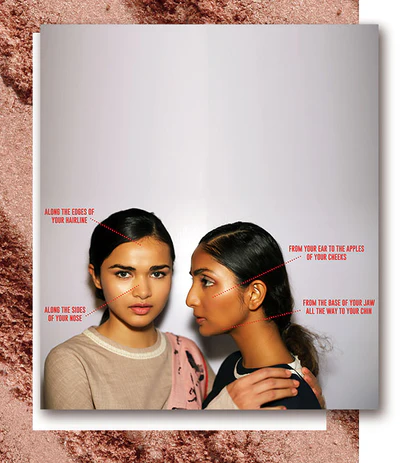 ALONG THE EDGES OF
YOUR HAIRLINE
FROM YOUR EAR TO THE APPLES
OF YOUR CHEEKS
ALONG THE SIDES
OF YOUR NOSE
FROM THE BASE OF YOUR JAW
ALL THE WAY TO YOUR CHIN